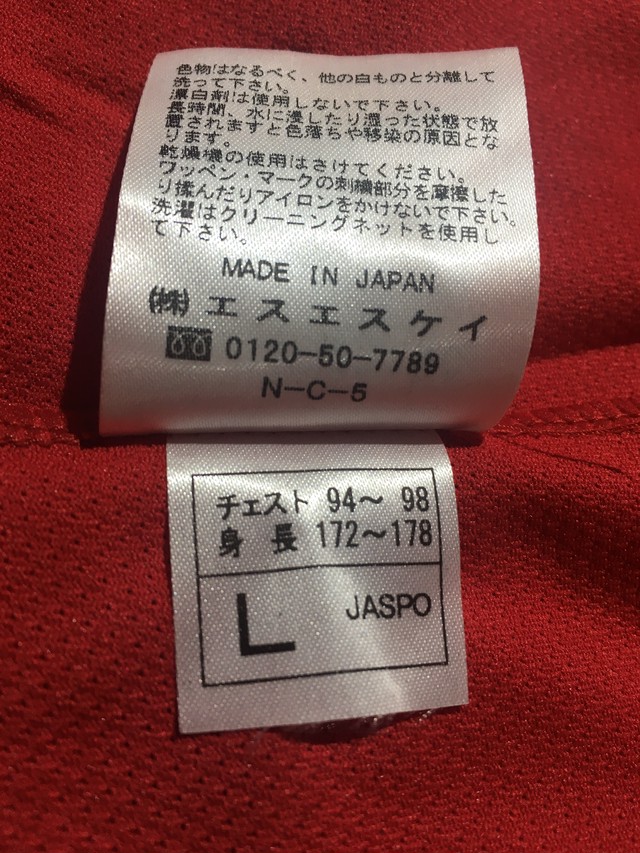 色物はなるべく、他の白ものと分離して
洗って下さい。
漂白剤は使用しないで下さい。
長時間、水に浸したり湿った状態で放
置されますと色落ちや移染の原因とな
ります。
乾燥機の使用はさけてください。
ワッペン・マークの刺繍部分を摩擦した
り揉んだりアイロンをかけないで下さい。
洗濯はクリーニングネットを使用し
て下さい。
MADE IN JAPAN
㈱エスエスケイ
0120-50-7789
N-C-5
チェスト 94～ 98
身 長 172～178
L JASPO